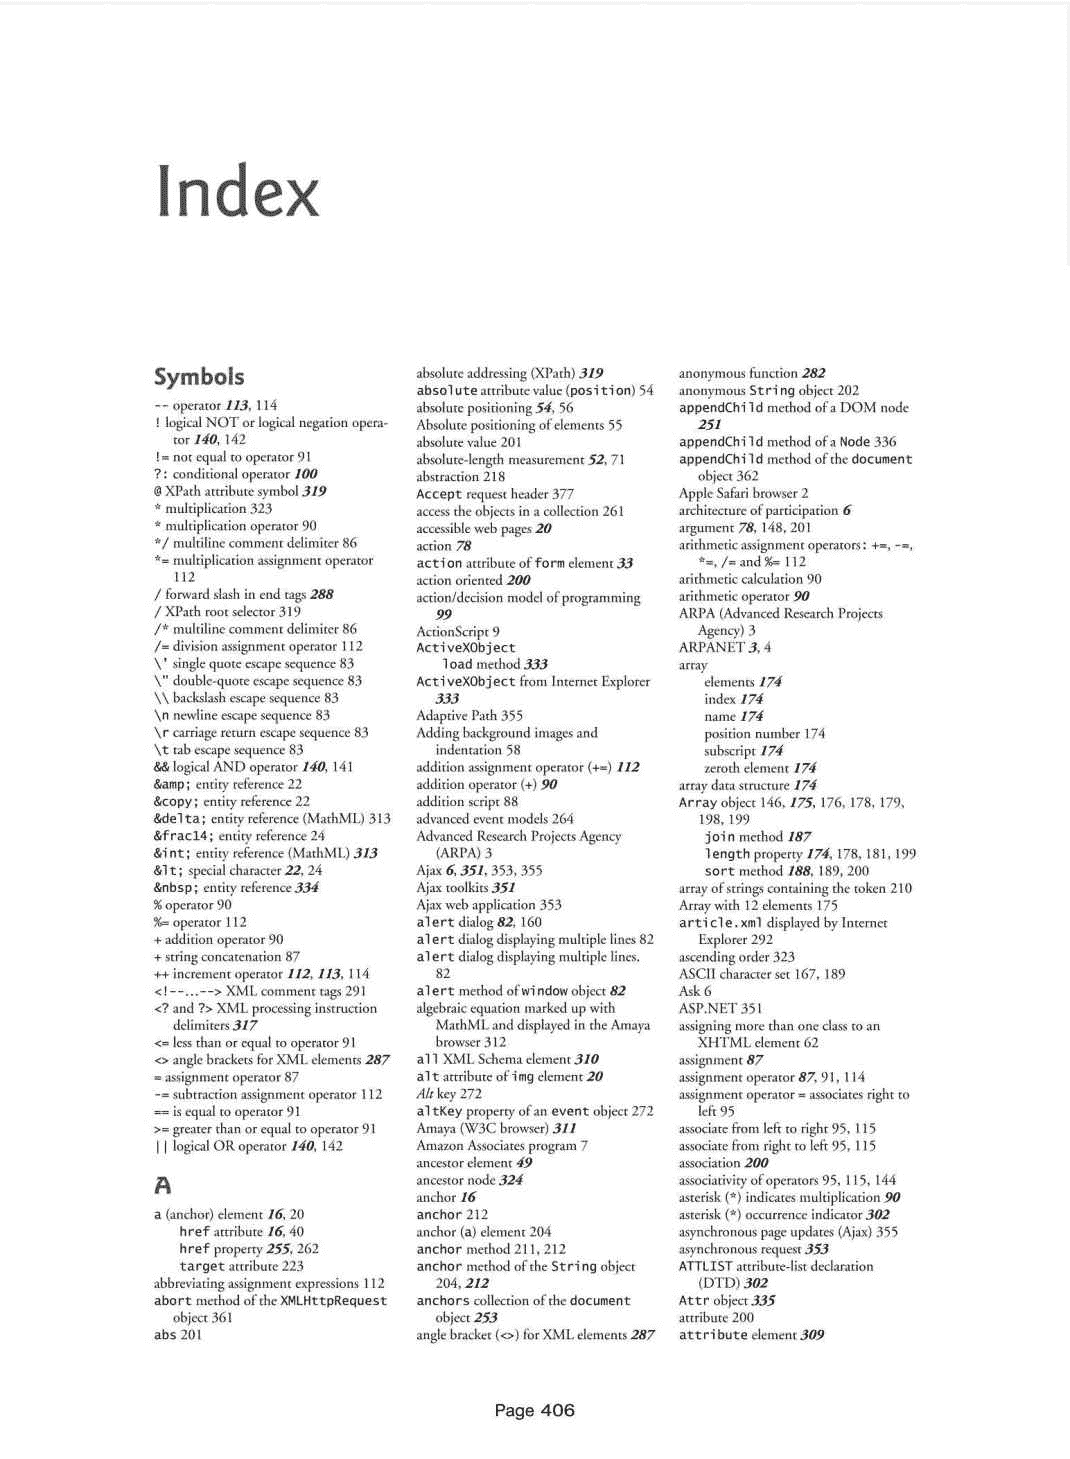 Index
Symbols
-- operator 113, 114
! logical NOT or logical negation opera-
tor 140, 142
!= not equal to operator 91
?: conditional operator 100
@ XPath attribute symbol 319
* multiplication 323
* multiplication operator 90
*/ multiline comment delimiter 86
*= multiplication assignment operator
112
/ forward slash in end tags 288
/ XPath root selector 319
/* multiline comment delimiter 86
/= division assignment operator 112
\' single quote escape sequence 83
\" double-quote escape sequence 83
\\ backslash escape sequence 83
\n newline escape sequence 83
\r carriage return escape sequence 83
\t tab escape sequence 83
&& logical AND operator 140, 141
&amp; entity reference 22
&copy; entity reference 22
&delta; entity reference (MathML) 313
&frac14; entity reference 24
&int; entity reference (MathML) 313
&lt; special character 22, 24
&nbsp; entity reference 334
% operator 90
%= operator 112
+ addition operator 90
+ string concatenation 87
++ increment operator 112, 113, 114
<!--...--> XML comment tags 291
<? and ?> XML processing instruction
delimiters 317
<= less than or equal to operator 91
<> angle brackets for XML elements 287
= assignment operator 87
-= subtraction assignment operator 112
== is equal to operator 91
>= greater than or equal to operator 91
|| logical OR operator 140, 142
A
a (anchor) element 16, 20
href attribute 16, 40
href property 255, 262
target attribute 223
abbreviating assignment expressions 112
abort method of the XMLHttpRequest
object 361
abs 201
absolute addressing (XPath) 319
absolute attribute value (position) 54
absolute positioning 54, 56
Absolute positioning of elements 55
absolute value 201
absolute-length measurement 52, 71
abstraction 218
Accept request header 377
access the objects in a collection 261
accessible web pages 20
action 78
action attribute of form element 33
action oriented 200
action/decision model of programming
99
ActionScript 9
ActiveXObject
load method 333
ActiveXObject from Internet Explorer
333
Adaptive Path 355
Adding background images and
indentation 58
addition assignment operator (+=) 112
addition operator (+) 90
addition script 88
advanced event models 264
Advanced Research Projects Agency
(ARPA) 3
Ajax 6, 351, 353, 355
Ajax toolkits 351
Ajax web application 353
alert dialog 82, 160
alert dialog displaying multiple lines 82
alert dialog displaying multiple lines.
82
alert method of window object 82
algebraic equation marked up with
MathML and displayed in the Amaya
browser 312
all XML Schema element 310
alt attribute of img element 20
Alt key 272
altKey property of an event object 272
Amaya (W3C browser) 311
Amazon Associates program 7
ancestor element 49
ancestor node 324
anchor 16
anchor 212
anchor (a) element 204
anchor method 211, 212
anchor method of the String object
204, 212
anchors collection of the document
object 253
angle bracket (<>) for XML elements 287
anonymous function 282
anonymous String object 202
appendChild method of a DOM node
251
appendChild method of a Node 336
appendChild method of the document
object 362
Apple Safari browser 2
architecture of participation 6
argument 78, 148, 201
arithmetic assignment operators: +=, -=,
*=, /= and %= 112
arithmetic calculation 90
arithmetic operator 90
ARPA (Advanced Research Projects
Agency) 3
ARPANET 3, 4
array
elements 174
index 174
name 174
position number 174
subscript 174
zeroth element 174
array data structure 174
Array object 146, 175, 176, 178, 179,
198, 199
join method 187
length property 174, 178, 181, 199
sort method 188, 189, 200
array of strings containing the token 210
Array with 12 elements 175
article.xml displayed by Internet
Explorer 292
ascending order 323
ASCII character set 167, 189
Ask 6
ASP.NET 351
assigning more than one class to an
XHTML element 62
assignment 87
assignment operator 87, 91, 114
assignment operator = associates right to
left 95
associate from left to right 95, 115
associate from right to left 95, 115
association 200
associativity of operators 95, 115, 144
asterisk (*) indicates multiplication 90
asterisk (*) occurrence indicator 302
asynchronous page updates (Ajax) 355
asynchronous request 353
ATTLIST attribute-list declaration
(DTD) 302
Attr object 335
attribute 200
attribute element 309
Page 406